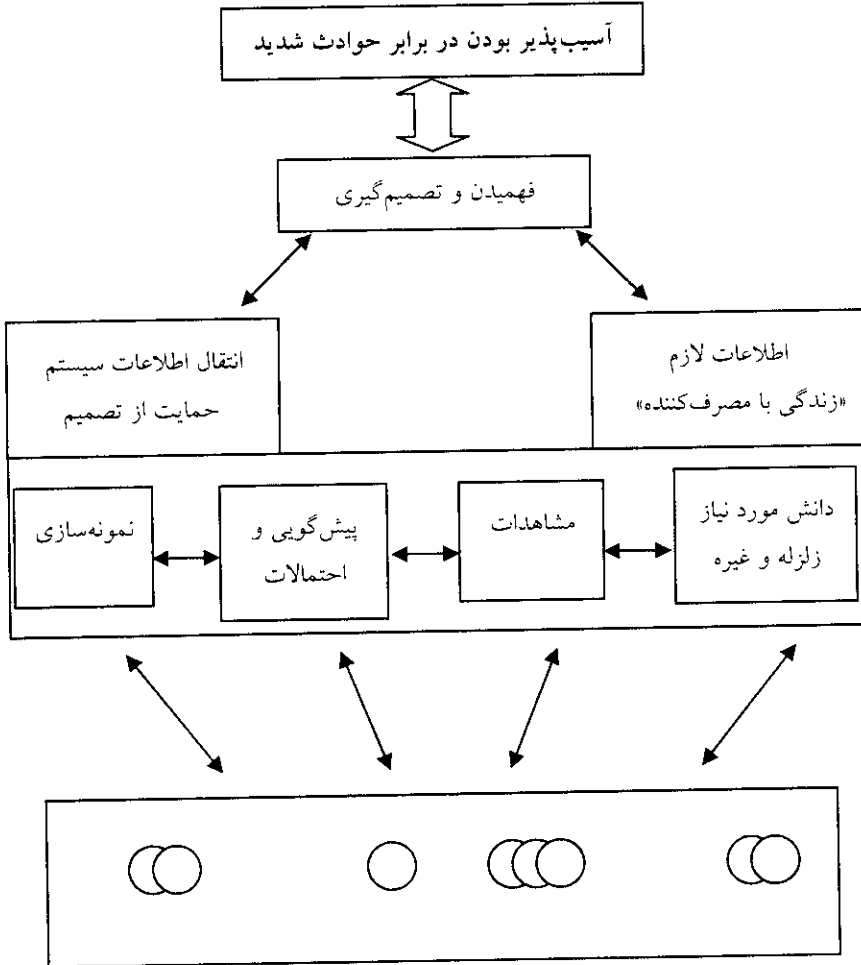 آسیب‌پذیر بودن در برابر حوادث شدید
فهمیدن و تصمیم‌گیری
اطلاعات لازم
«زندگی با مصرف‌کننده»
انتقال اطلاعات سیستم
حمایت از تصمیم
دانش مورد نیاز
زلزله و غیره
مشاهدات
پیش‌گویی و
احتمالات
نمونه‌سازی